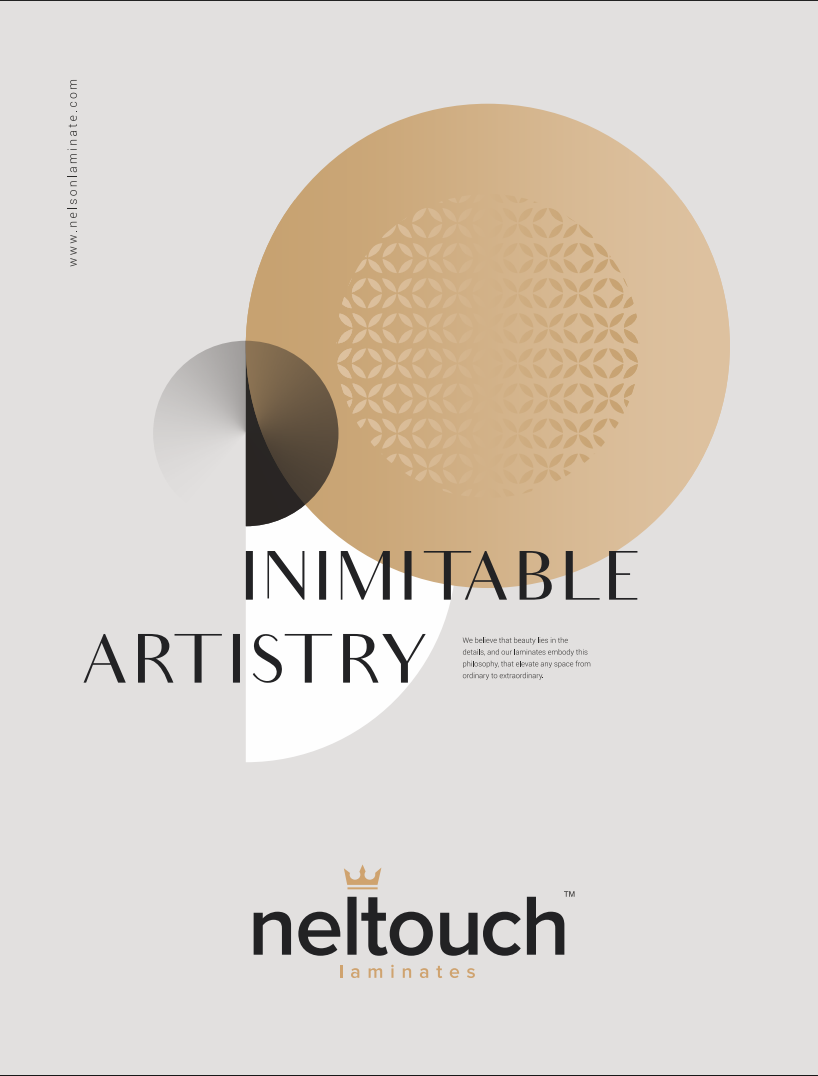 www.nelsonlaminate.com
INIMITABLE
ARTISTRY
We believe that beauty lies in the
details, and our laminates embody this
philosophy, that elevate any space from
ordinary to extraordinary.
neltouch™
laminates